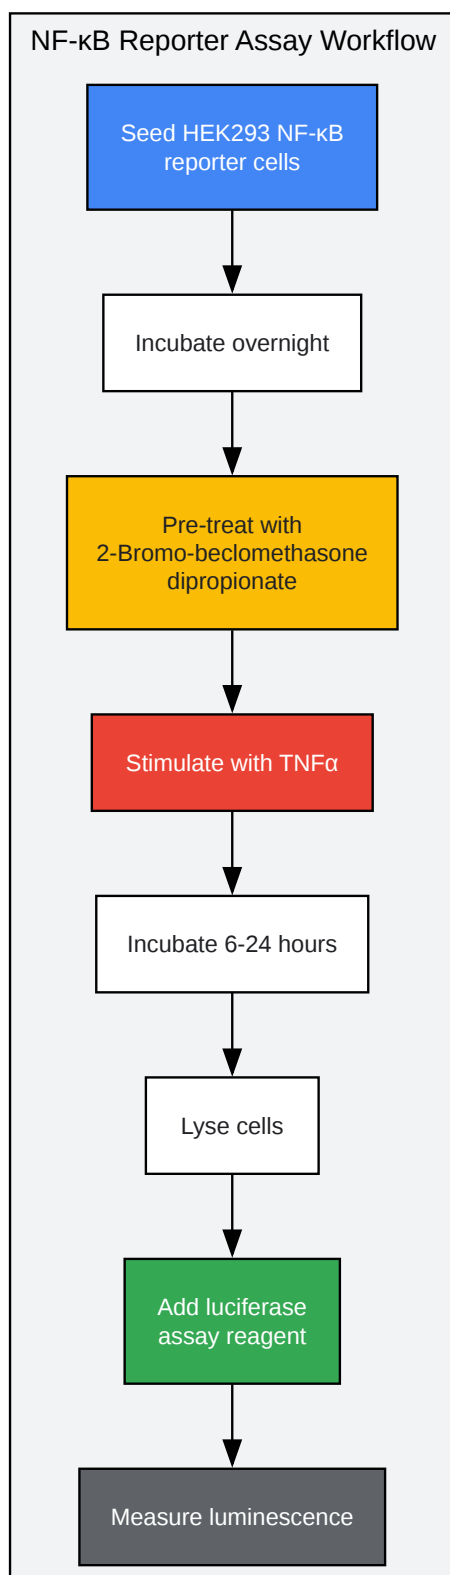 NF-κB Reporter Assay Workflow
Seed HEK293 NF-κB
reporter cells
Incubate overnight
Pre-treat with
2-Bromo-beclomethasone
dipropionate
Stimulate with TNFα
Incubate 6-24 hours
Lyse cells
Add luciferase
assay reagent
Measure luminescence